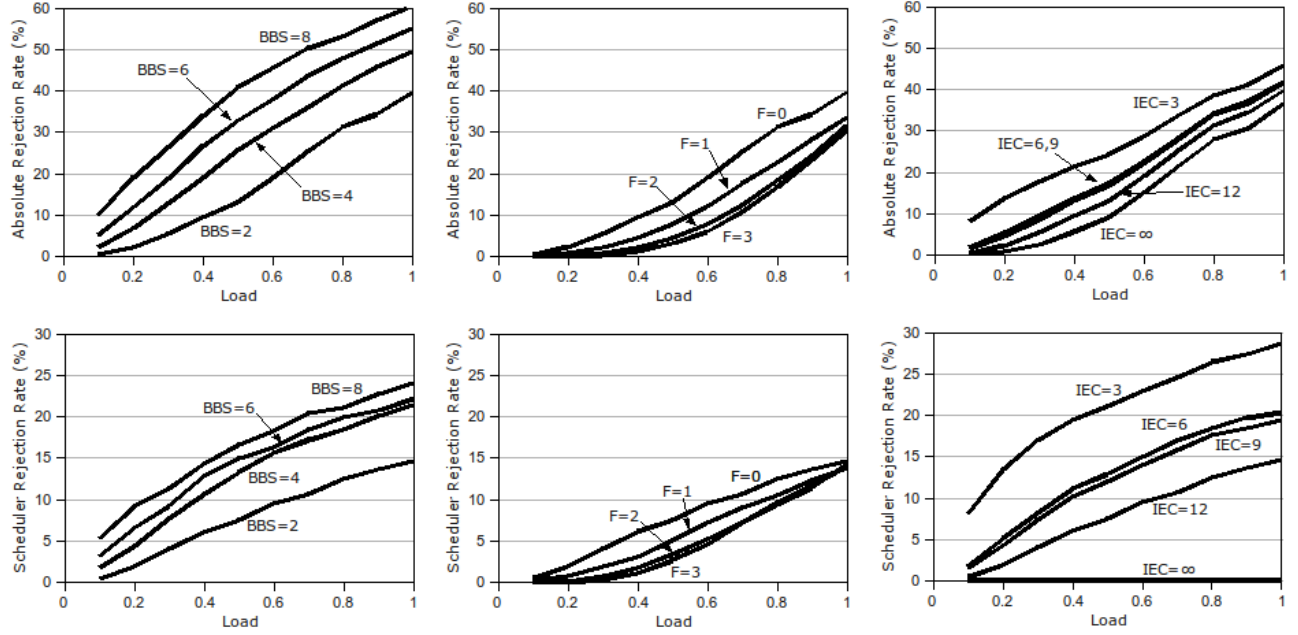 Absolute Rejection Rate (%)
60
50
40
30
20
10
0
BBS=8
BBS=6
BBS=4
BBS=2
0 0.2 0.4 0.6 0.8 1
Load
Absolute Rejection Rate (%)
60
50
40
30
20
10
0
F=0
F=1
F=2
F=3
0 0.2 0.4 0.6 0.8 1
Load
Absolute Rejection Rate (%)
60
50
40
30
20
10
0
IEC=3
IEC=6,9
IEC=12
IEC=∞
0 0.2 0.4 0.6 0.8 1
Load
Scheduler Rejection Rate (%)
30
25
20
15
10
5
0
BBS=8
BBS=6
BBS=4
BBS=2
0 0.2 0.4 0.6 0.8 1
Load
Scheduler Rejection Rate (%)
30
25
20
15
10
5
0
F=0
F=1
F=2
F=3
0 0.2 0.4 0.6 0.8 1
Load
Scheduler Rejection Rate (%)
30
25
20
15
10
5
0
IEC=3
IEC=6
IEC=9
IEC=12
IEC=∞
0 0.2 0.4 0.6 0.8 1
Load